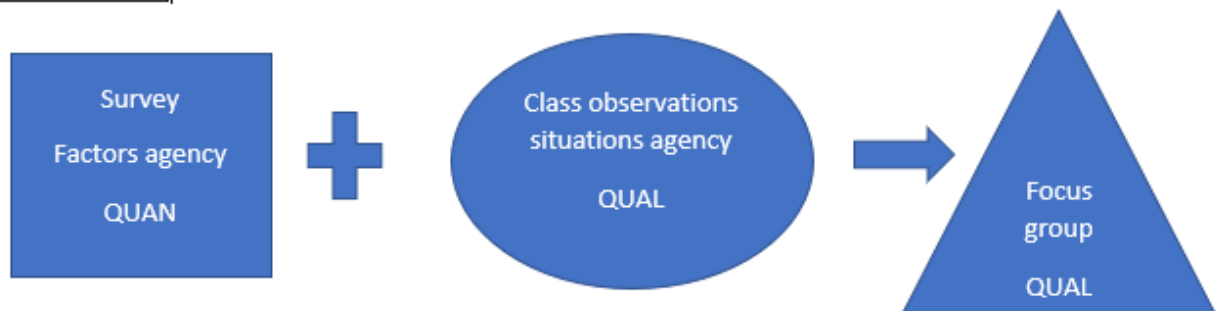 Survey
Factors agency
QUAN
Class observations
situations agency
QUAL
Focus
group
QUAL